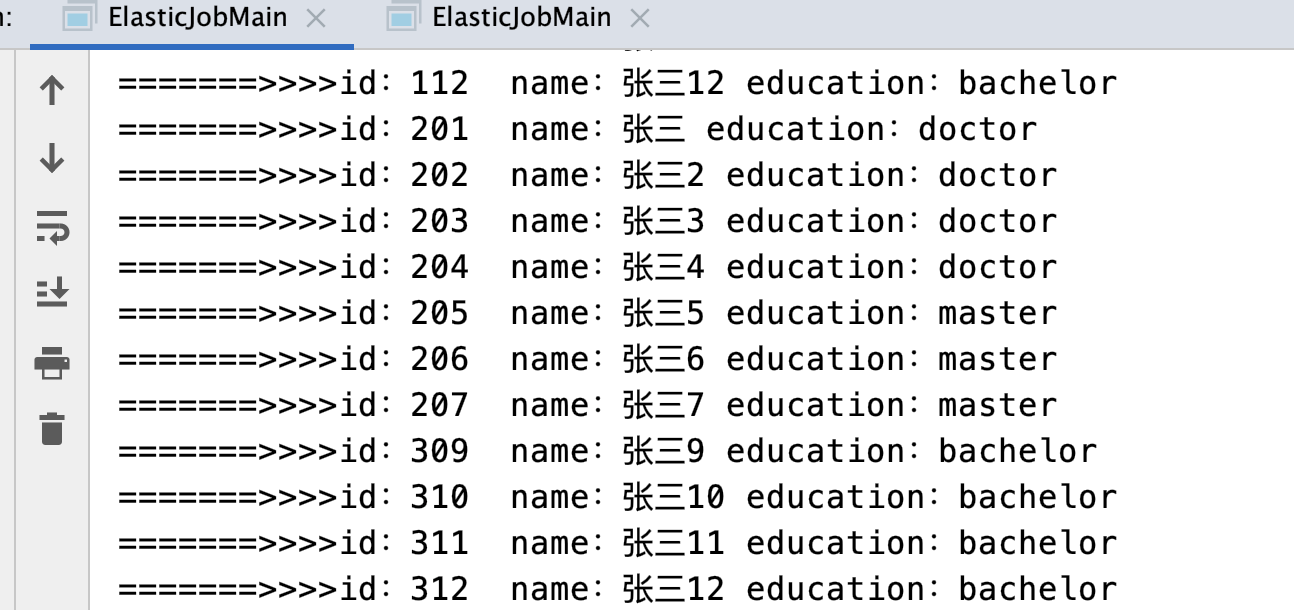 : ElasticJobMain ElasticJobMain
=======>>>>id：112  name：张三12 education：bachelor
=======>>>>id：201  name：张三 education：doctor
=======>>>>id：202  name：张三2 education：doctor
=======>>>>id：203  name：张三3 education：doctor
=======>>>>id：204  name：张三4 education：doctor
=======>>>>id：205  name：张三5 education：master
=======>>>>id：206  name：张三6 education：master
=======>>>>id：207  name：张三7 education：master
=======>>>>id：309  name：张三9 education：bachelor
=======>>>>id：310  name：张三10 education：bachelor
=======>>>>id：311  name：张三11 education：bachelor
=======>>>>id：312  name：张三12 education：bachelor